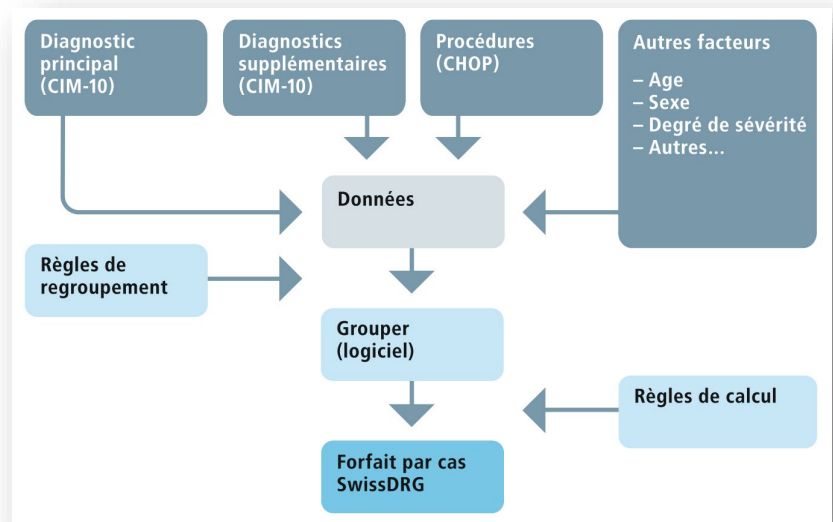 Diagnostic
principal
(CIM-10)
Diagnostics
supplémentaires
(CIM-10)
Procédures
(CHOP)
Autres facteurs
– Age
– Sexe
– Degré de sévérité
– Autres...
Données
Règles de
regroupement
Grouper
(logiciel)
Règles de calcul
Forfait par cas
SwissDRG